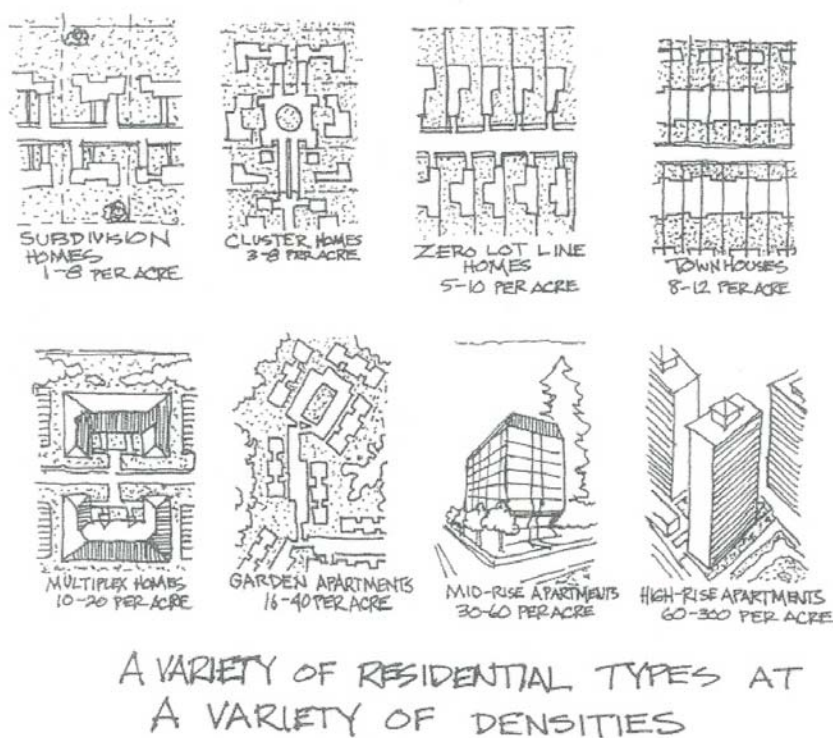 SUBDIVISION
HOMES
1-8 PER ACRE
CLUSTER HOMES
3-8 PER ACRE
ZERO LOT LINE
HOMES
5-10 PER ACRE
TOWNHOUSES
8-12 PER ACRE
MULTIPLEX HOMES
10-20 PER ACRE
GARDEN APARTMENTS
16-40 PER ACRE
MID-RISE APARTMENTS
30-60 PER ACRE
HIGH-RISE APARTMENTS
60-300 PER ACRE
A VARIETY OF RESIDENTIAL TYPES AT
A VARIETY OF DENSITIES